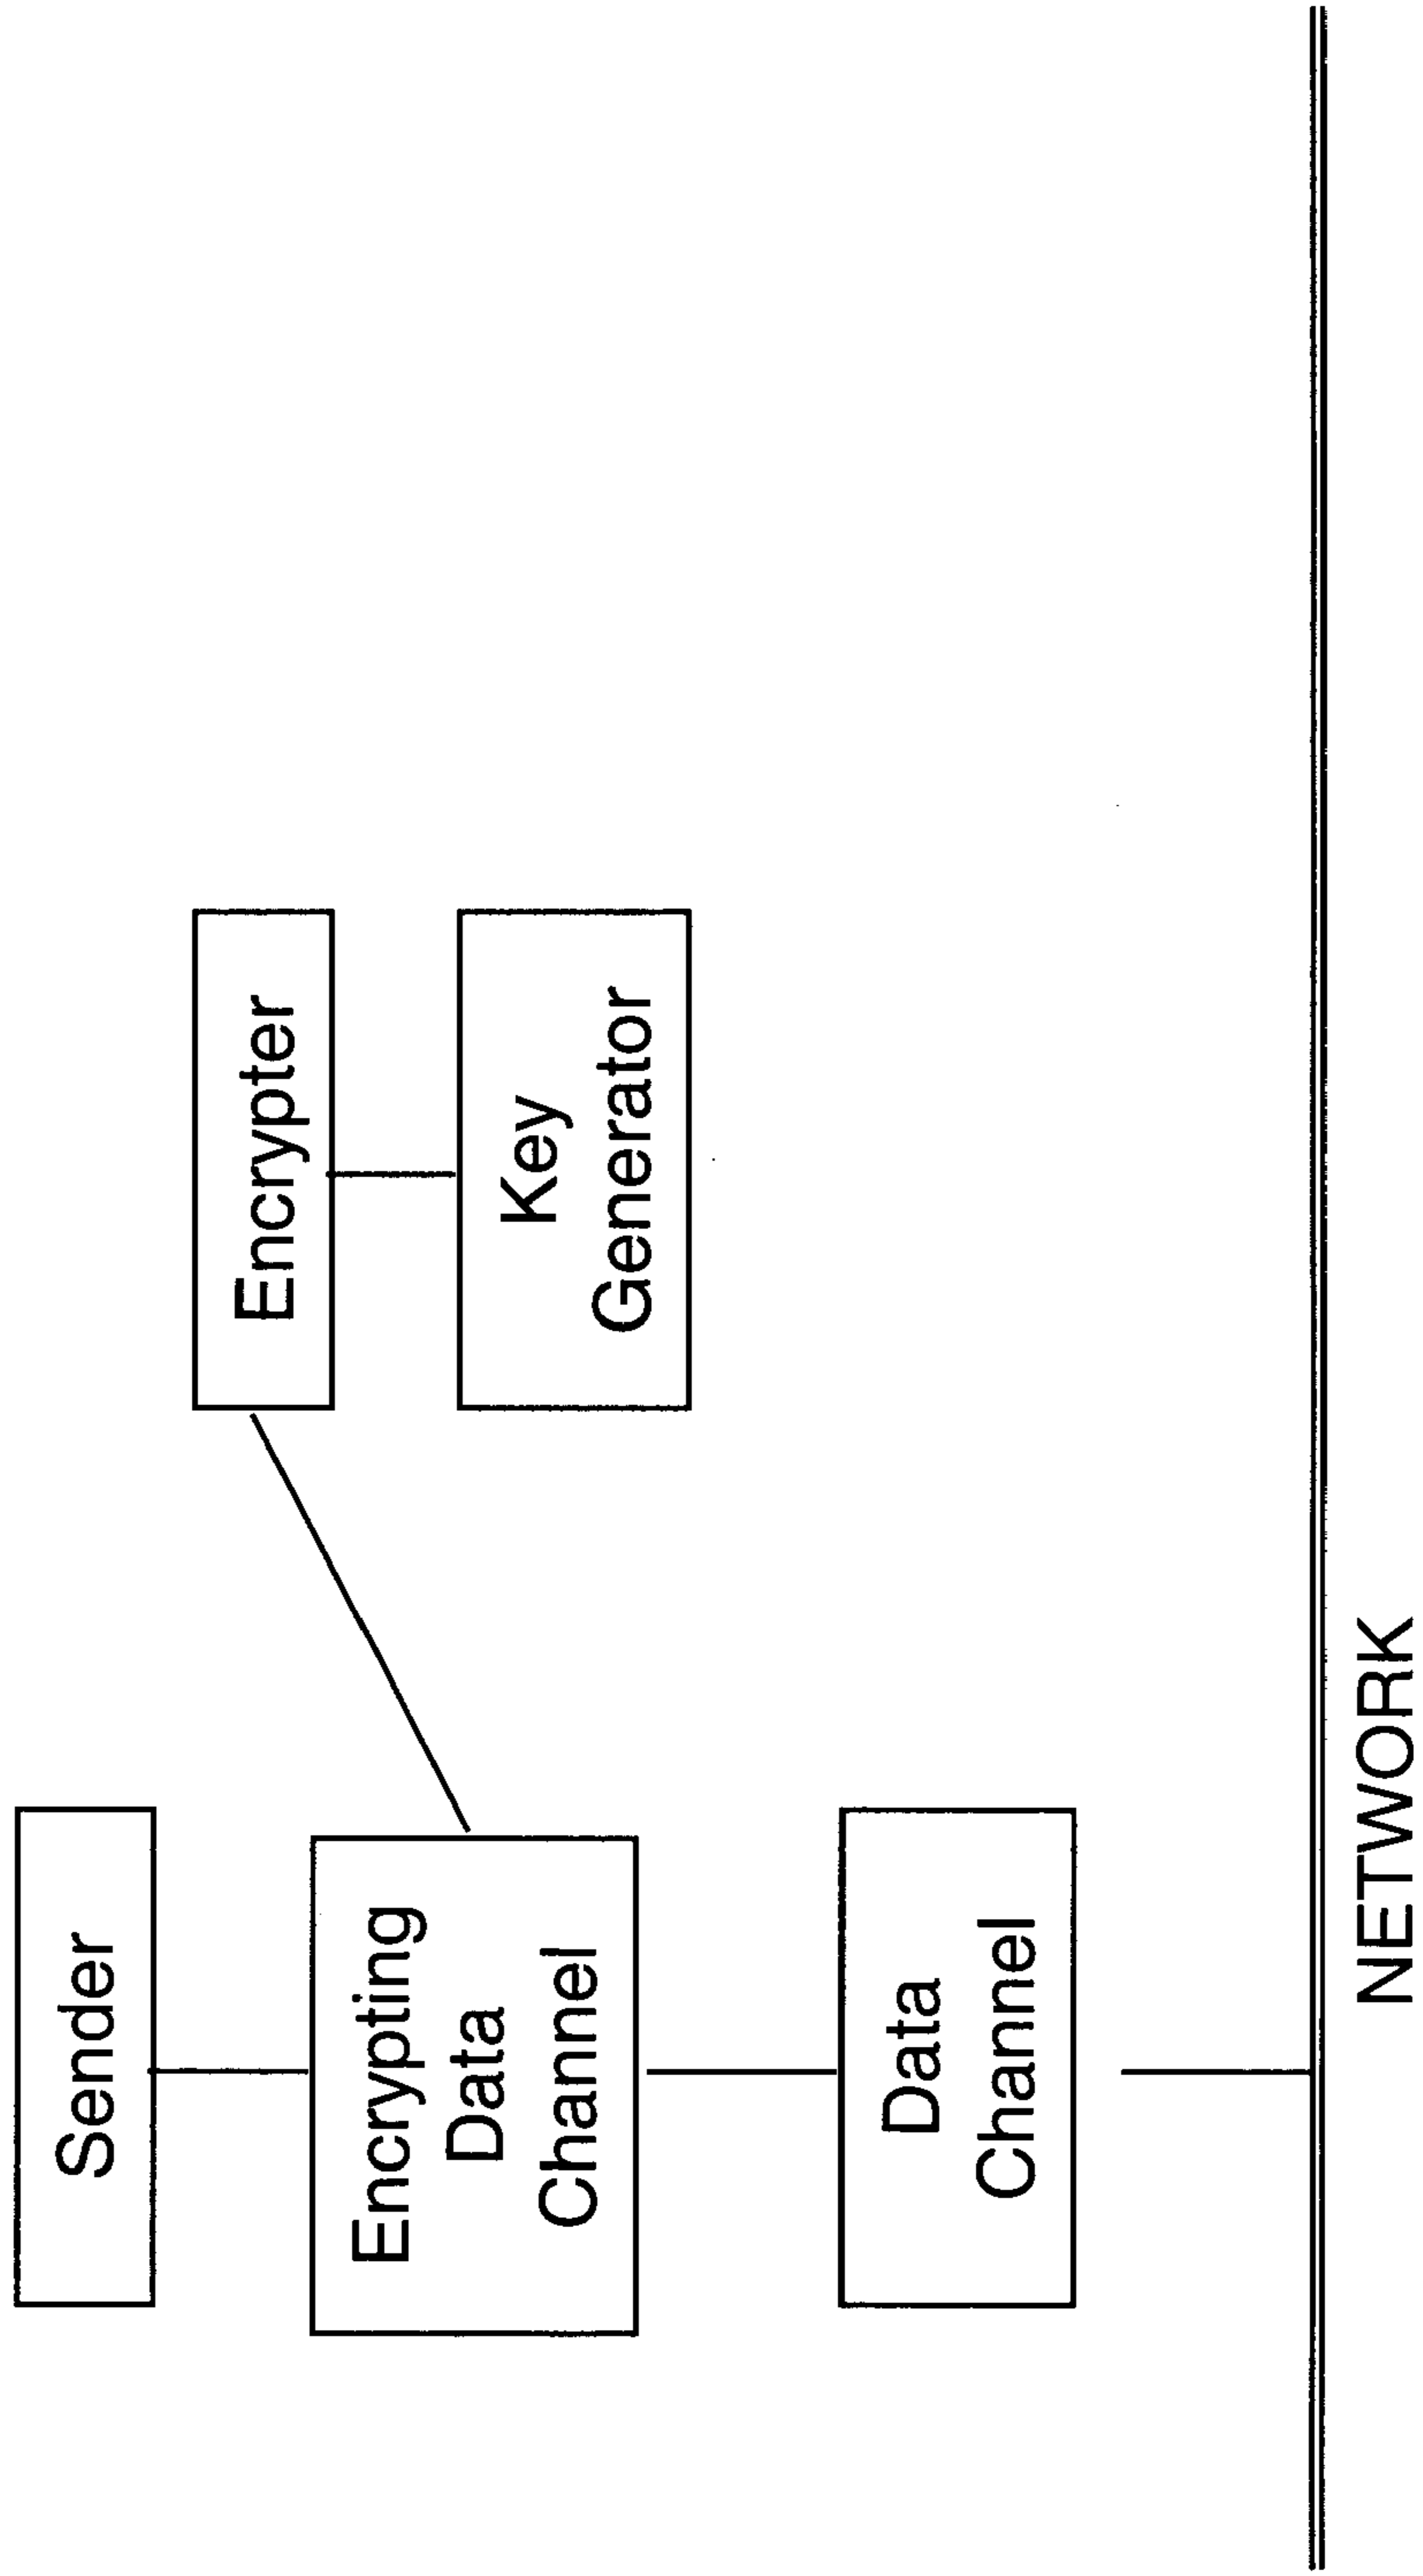 Sender
Encrypting
Data
Channel
Data
Channel
Encrypter
Key
Generator
NETWORK